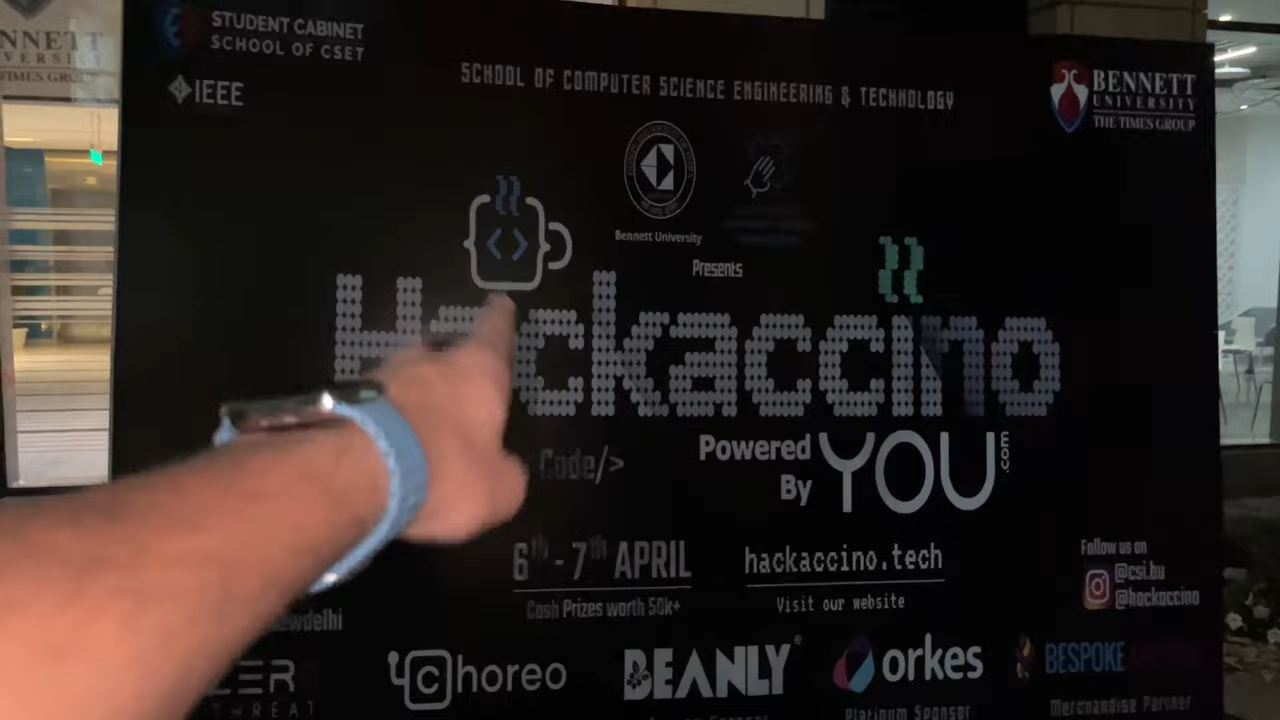 STUDENT CABINET
SCHOOL OF CSET
IEEE
SCHOOL OF COMPUTER SCIENCE ENGINEERING & TECHNOLOGY
BENNETT
UNIVERSITY
THE TIMES GROUP
Bennett University
Presents
Hackaccino
Code/>
Powered
By
YOU.com
6th - 7th APRIL
Cash Prizes worth 50k+
hackaccino.tech
Visit our website
Follow us on
@csi.bu
@hackaccino
Choreo
BEANLY
orkes
Platinum Sponsor
BESPOKE
Merchandise Partner